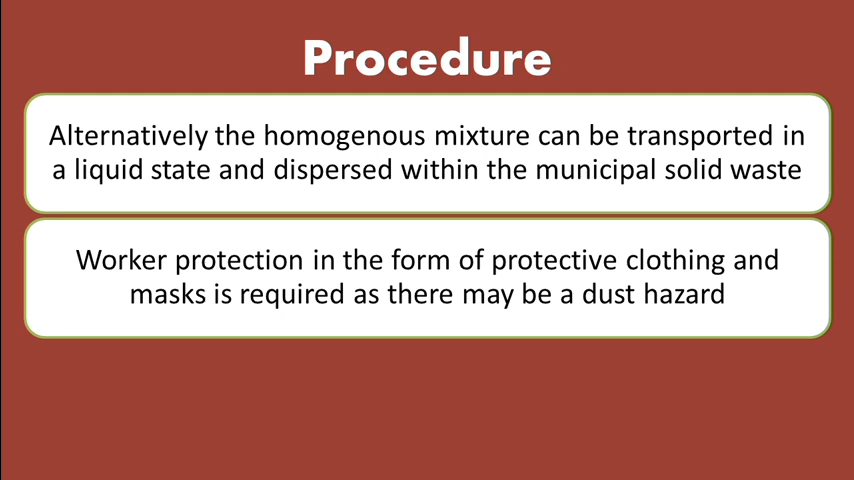 Procedure
Alternatively the homogenous mixture can be transported in
a liquid state and dispersed within the municipal solid waste
Worker protection in the form of protective clothing and
masks is required as there may be a dust hazard